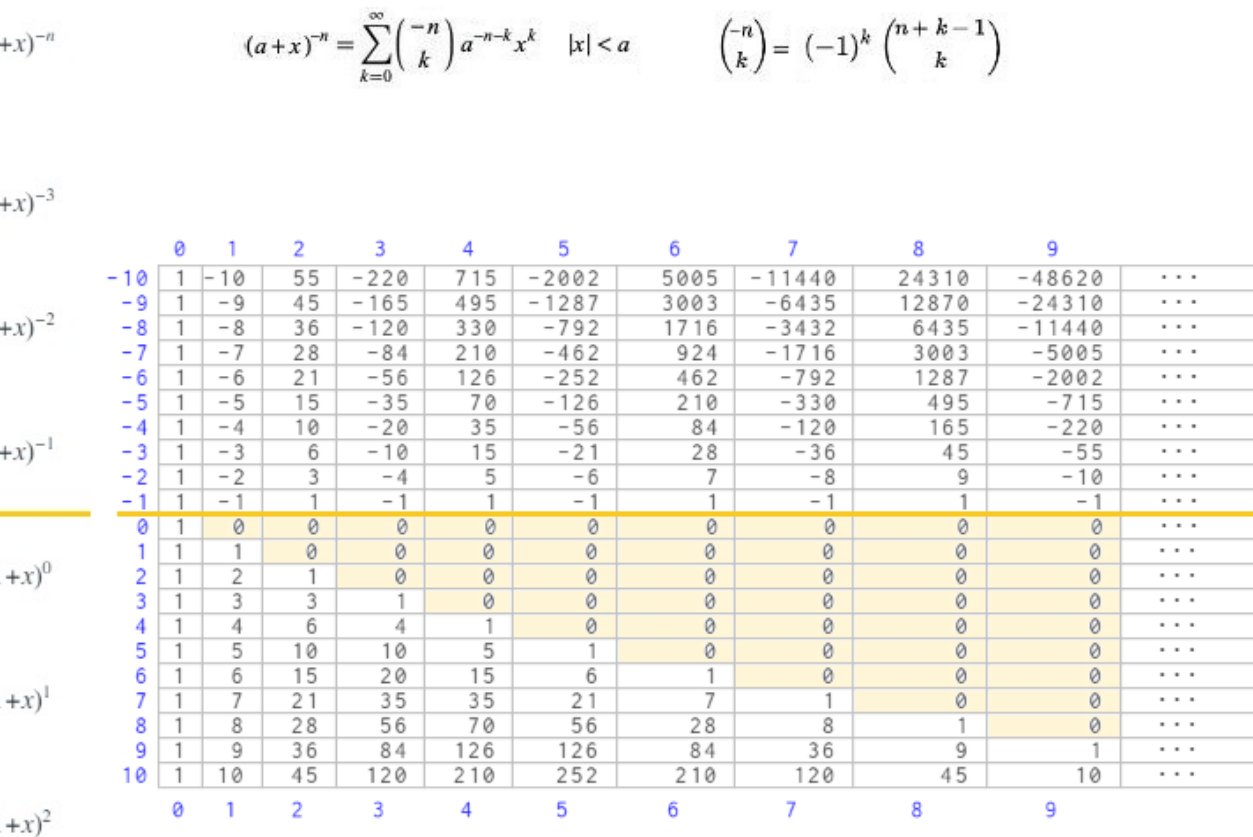 +x)⁻ⁿ
(a+x)⁻ⁿ = ∞ ∑ k=0 (−n k) a⁻ⁿ⁻ᵏ xᵏ |x| < a (−n k) = (−1)ᵏ (n + k − 1 k)
+x)⁻³
0 1 2 3 4 5 6 7 8 9
-10 1 -10 55 -220 715 -2002 5005 -11440 24310 -48620 ...
-9 1 -9 45 -165 495 -1287 3003 -6435 12870 -24310 ...
+x)⁻²
-8 1 -8 36 -120 330 -792 1716 -3432 6435 -11440 ...
-7 1 -7 28 -84 210 -462 924 -1716 3003 -5005 ...
-6 1 -6 21 -56 126 -252 462 -792 1287 -2002 ...
-5 1 -5 15 -35 70 -126 210 -330 495 -715 ...
-4 1 -4 10 -20 35 -56 84 -120 165 -220 ...
+x)⁻¹
-3 1 -3 6 -10 15 -21 28 -36 45 -55 ...
-2 1 -2 3 -4 5 -6 7 -8 9 -10 ...
-1 1 -1 1 -1 1 -1 1 -1 1 -1 ...
0 1 0 0 0 0 0 0 0 0 0 ...
1 1 1 0 0 0 0 0 0 0 0 ...
+x)⁰
2 1 2 1 0 0 0 0 0 0 0 ...
3 1 3 3 1 0 0 0 0 0 0 ...
4 1 4 6 4 1 0 0 0 0 0 ...
5 1 5 10 10 5 1 0 0 0 0 ...
6 1 6 15 20 15 6 1 0 0 0 ...
+x)¹
7 1 7 21 35 35 21 7 1 0 0 ...
8 1 8 28 56 70 56 28 8 1 0 ...
9 1 9 36 84 126 126 84 36 9 1 ...
10 1 10 45 120 210 252 210 120 45 10 ...
0 1 2 3 4 5 6 7 8 9
+x)²